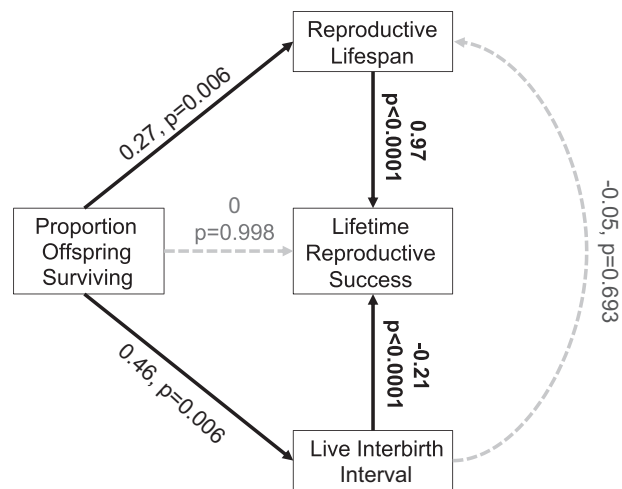 Reproductive
Lifespan
0.27, p=0.006
0.97
p<0.0001
0
p=0.998
Proportion
Offspring
Surviving
Lifetime
Reproductive
Success
-0.05, p=0.693
0.46, p=0.006
-0.21
p<0.0001
Live Interbirth
Interval